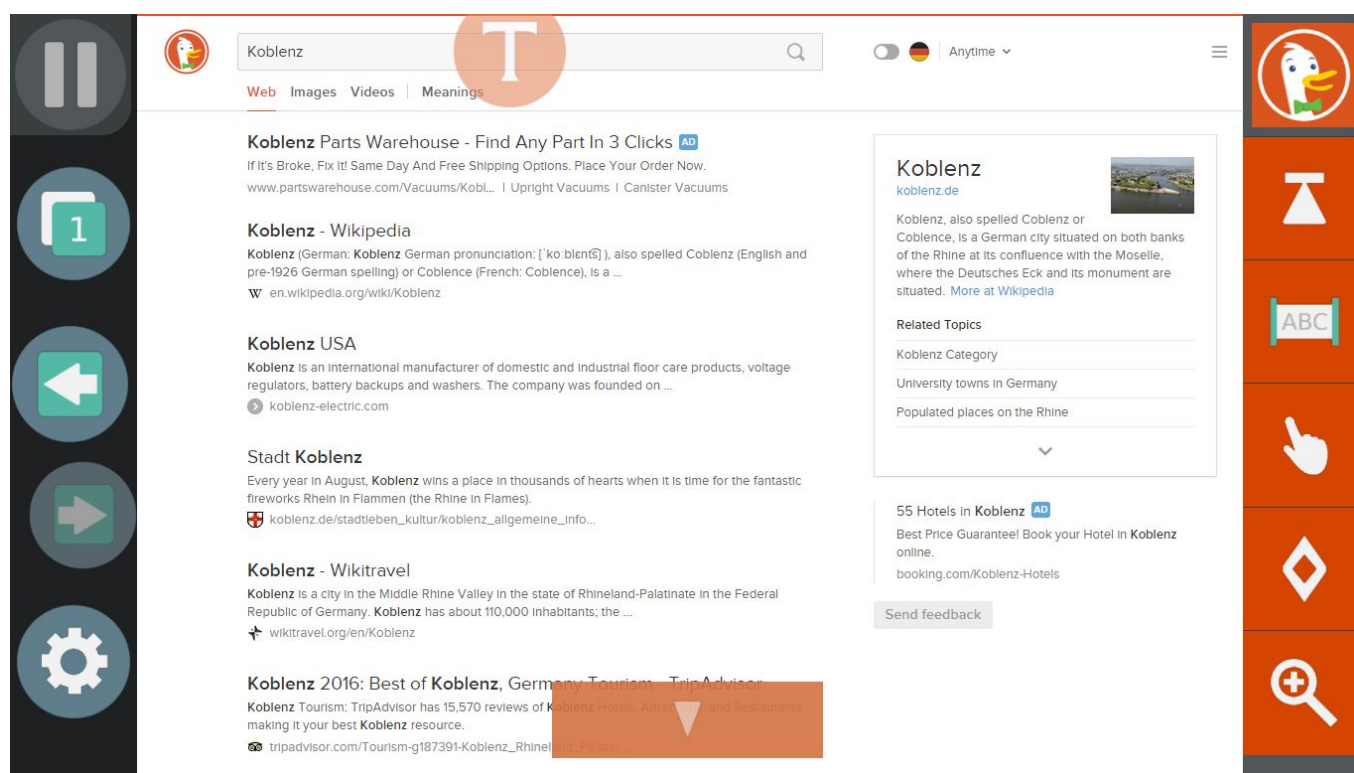 Koblenz
T
Anytime
Web Images Videos Meanings
Koblenz Parts Warehouse - Find Any Part In 3 Clicks AD
If It's Broke, Fix It! Same Day And Free Shipping Options. Place Your Order Now.
www.partswarehouse.com/Vacuums/Kobl... | Upright Vacuums | Canister Vacuums
Koblenz - Wikipedia
Koblenz (German: Koblenz German pronunciation: [ˈkoːblɛnt͡s] ), also spelled Coblenz (English and
pre-1926 German spelling) or Coblence (French: Coblence), is a ...
W en.wikipedia.org/wiki/Koblenz
Koblenz USA
Koblenz is an international manufacturer of domestic and industrial floor care products, voltage
regulators, battery backups and washers. The company was founded on ...
koblenz-electric.com
Stadt Koblenz
Every year in August, Koblenz wins a place in thousands of hearts when it is time for the fantastic
fireworks Rhein in Flammen (the Rhine in Flames).
koblenz.de/stadtleben_kultur/koblenz_allgemeine_info...
Koblenz - Wikitravel
Koblenz is a city in the Middle Rhine Valley in the state of Rhineland-Palatinate in the Federal
Republic of Germany. Koblenz has about 110,000 inhabitants; the ...
wikitravel.org/en/Koblenz
Koblenz 2016: Best of Koblenz, Germany Tourism - TripAdvisor
Koblenz Tourism: TripAdvisor has 15,570 reviews of Koblenz Hotels, Attractions, and Restaurants
making it your best Koblenz resource.
tripadvisor.com/Tourism-g187391-Koblenz_Rhineland_Palatin...
Koblenz
koblenz.de
Koblenz, also spelled Coblenz or
Coblence, is a German city situated on both banks
of the Rhine at its confluence with the Moselle,
where the Deutsches Eck and its monument are
situated. More at Wikipedia
Related Topics
Koblenz Category
University towns in Germany
Populated places on the Rhine
55 Hotels in Koblenz AD
Best Price Guarantee! Book your Hotel in Koblenz
online.
booking.com/Koblenz-Hotels
Send feedback
1
ABC